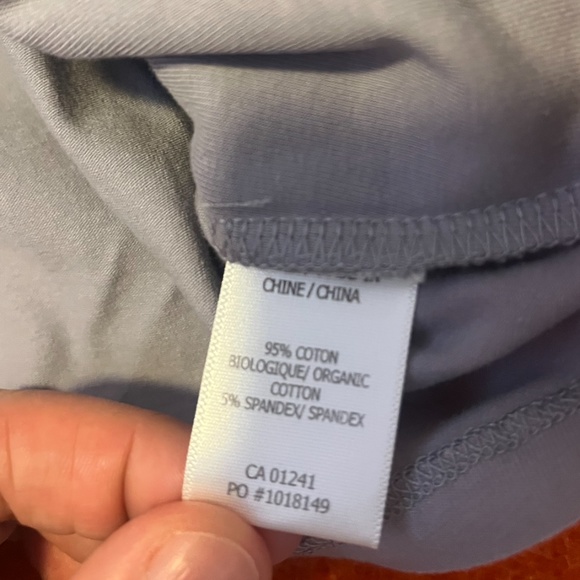 CHINE / CHINA
95% COTON
BIOLOGIQUE/ ORGANIC
COTTON
5% SPANDEX/ SPANDEX
CA 01241
PO #1018149